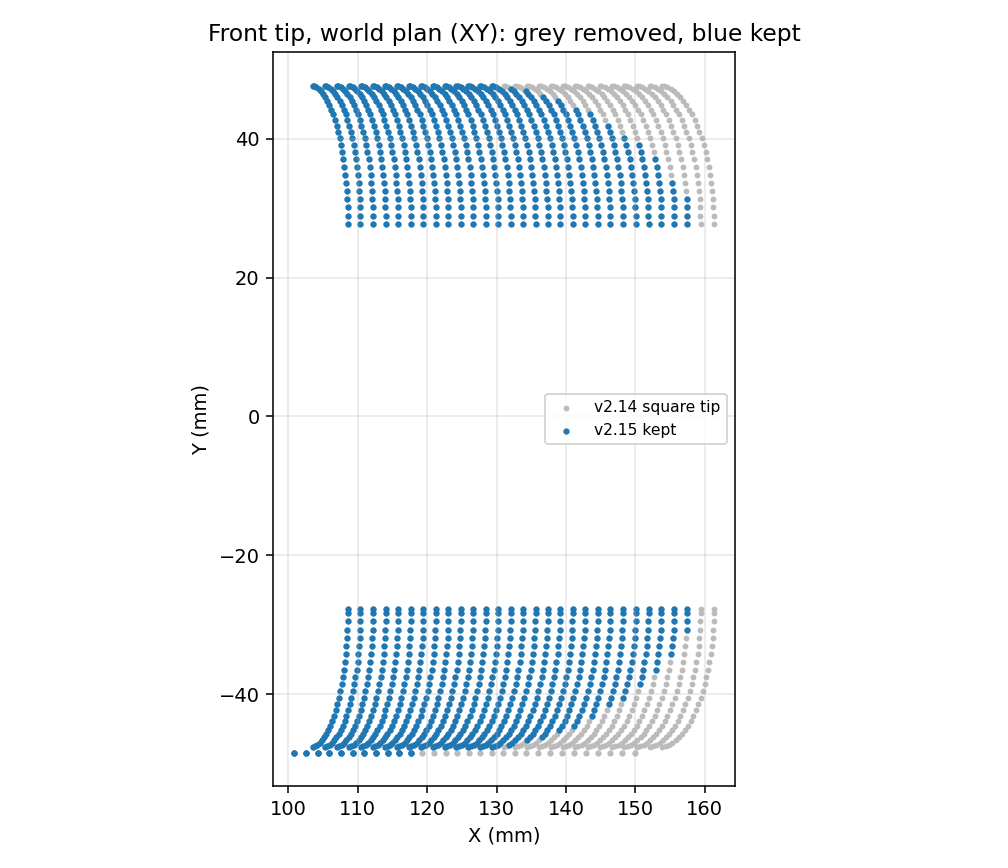 Front tip, world plan (XY): grey removed, blue kept
40
20
0
−20
−40
Y (mm)
v2.14 square tip
v2.15 kept
100 110 120 130 140 150 160
X (mm)